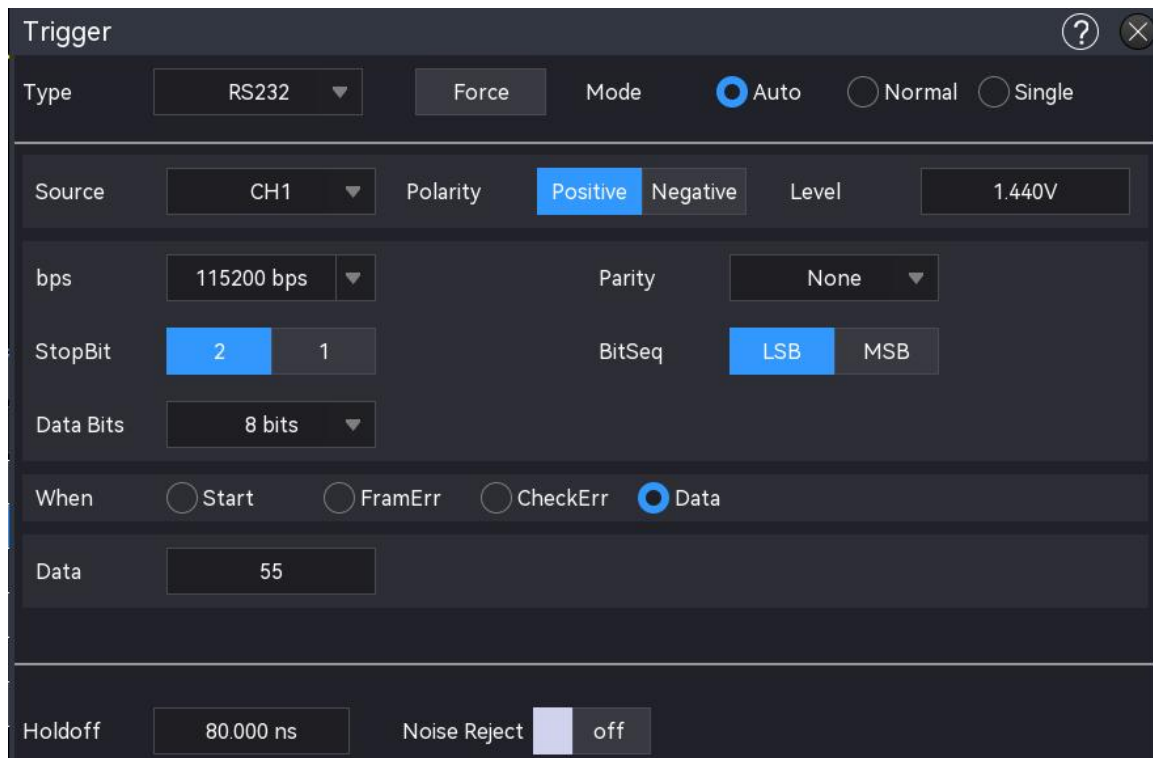 Trigger ?
Type RS232 Force Mode Auto Normal Single
Source CH1 Polarity Positive Negative Level 1.440V
bps 115200 bps Parity None
StopBit 2 1 BitSeq LSB MSB
Data Bits 8 bits
When Start FramErr CheckErr Data
Data 55
Holdoff 80.000 ns Noise Reject off